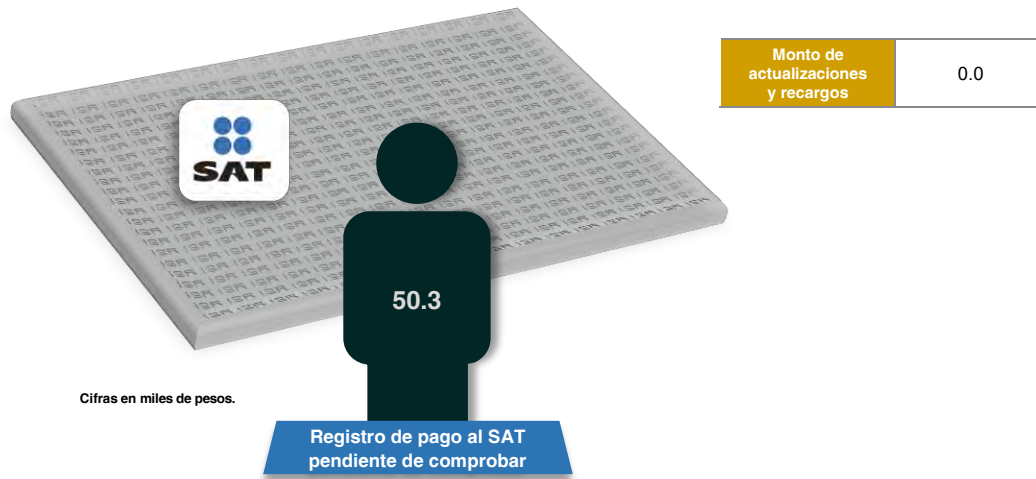 Monto de
actualizaciones
y recargos
0.0
SAT
50.3
Cifras en miles de pesos.
Registro de pago al SAT
pendiente de comprobar